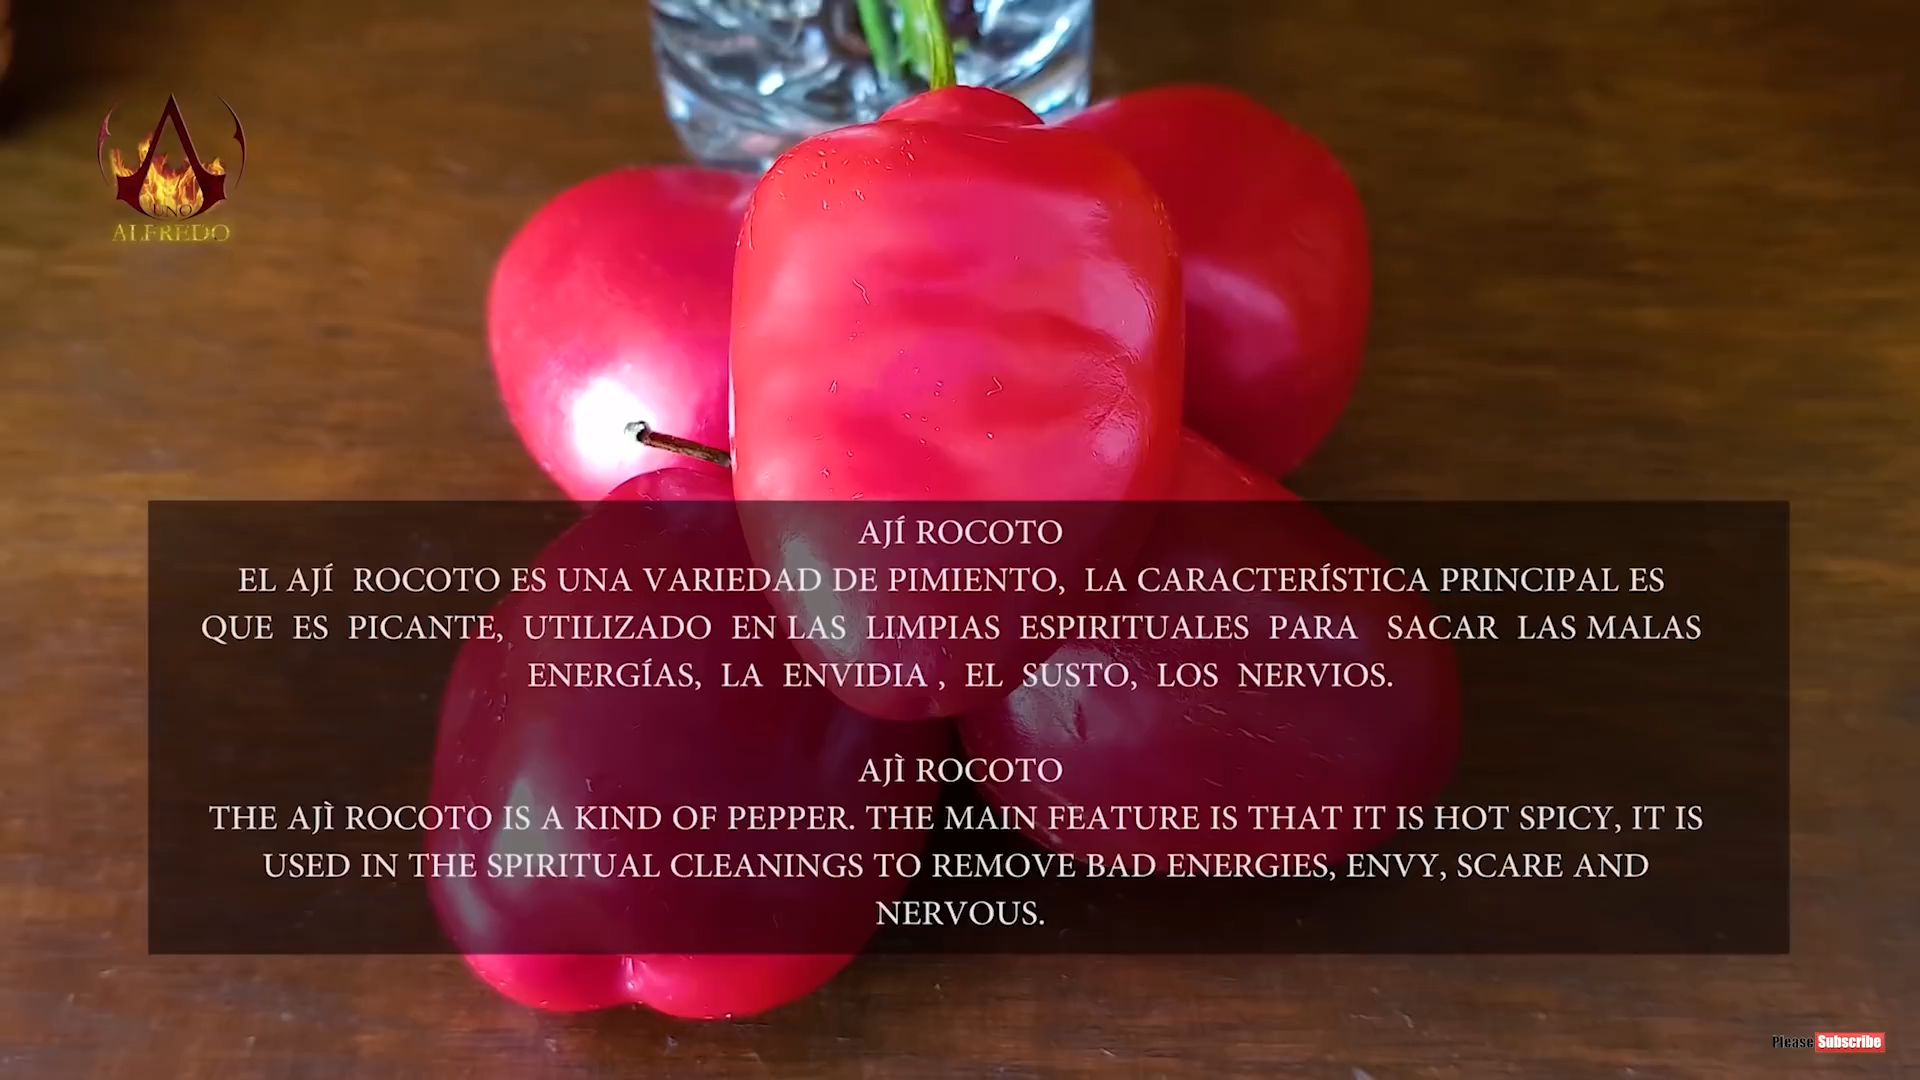 UNO
ALFREDO
AJÍ ROCOTO
EL AJÍ ROCOTO ES UNA VARIEDAD DE PIMIENTO, LA CARACTERÍSTICA PRINCIPAL ES
QUE ES PICANTE, UTILIZADO EN LAS LIMPIAS ESPIRITUALES PARA SACAR LAS MALAS
ENERGÍAS, LA ENVIDIA , EL SUSTO, LOS NERVIOS.
AJÌ ROCOTO
THE AJÌ ROCOTO IS A KIND OF PEPPER. THE MAIN FEATURE IS THAT IT IS HOT SPICY, IT IS
USED IN THE SPIRITUAL CLEANINGS TO REMOVE BAD ENERGIES, ENVY, SCARE AND
NERVOUS.
Please Subscribe